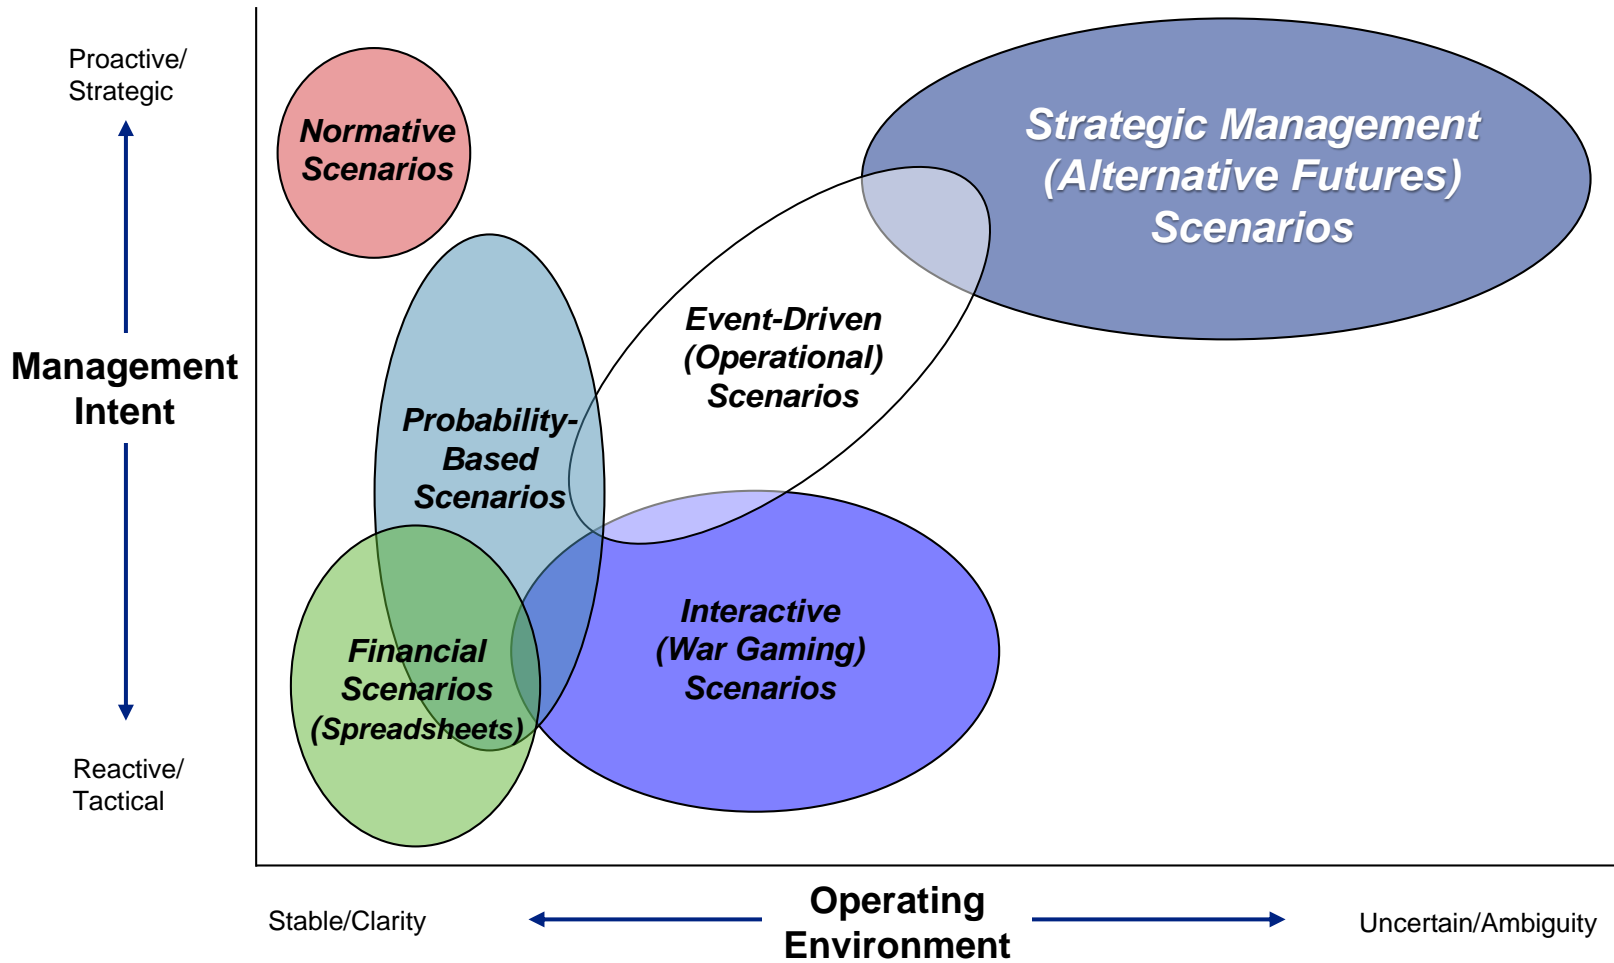 Proactive/
Strategic
Management
Intent
Reactive/
Tactical
Normative
Scenarios
Strategic Management
(Alternative Futures)
Scenarios
Event-Driven
(Operational)
Scenarios
Probability-
Based
Scenarios
Interactive
(War Gaming)
Scenarios
Financial
Scenarios
(Spreadsheets)
Stable/Clarity
Operating
Environment
Uncertain/Ambiguity